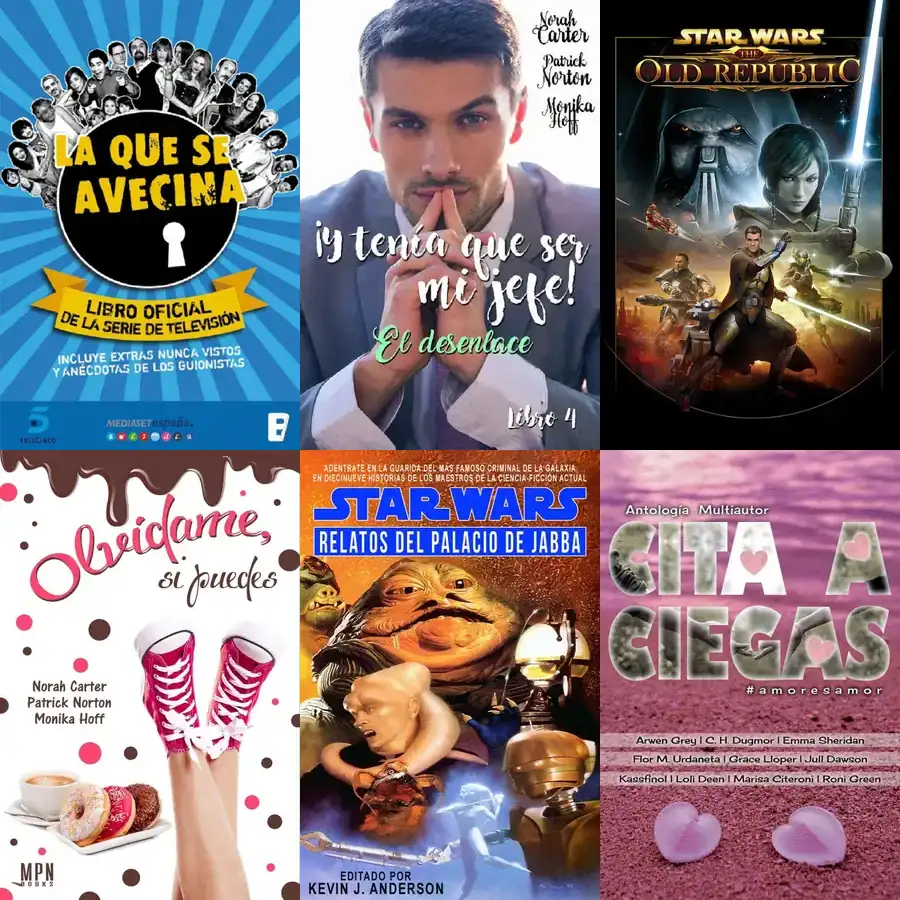 LA QUE SE
AVECINA
LIBRO OFICIAL
DE LA SERIE DE TELEVISIÓN
INCLUYE EXTRAS NUNCA VISTOS
Y ANÉCDOTAS DE LOS GUIONISTAS
TELECINCO
MEDIASETespaña.
B
Norah
Carter
Patrick
Norton
Monika
Hoff
¡Y tenía que ser
mi jefe!
El desenlace
Libro 4
STAR WARS
THE
OLD REPUBLIC
Olvídame,
si puedes
Norah Carter
Patrick Norton
Monika Hoff
MPN
BOOKS
ADENTRATE EN LA GUARIDA DEL MAS FAMOSO CRIMINAL DE LA GALAXIA
EN DIECINUEVE HISTORIAS DE LOS MAESTROS DE LA CIENCIA-FICCIÓN ACTUAL
STAR WARS
RELATOS DEL PALACIO DE JABBA
EDITADO POR
KEVIN J. ANDERSON
Antología Multiautor
CITA A
CIEGAS
#amoresamor
Arwen Grey | C. H. Dugmor | Emma Sheridan
Flor M. Urdaneta | Grace Lloper | Jull Dawson
Kassfinol | Loli Deen | Marisa Citeroni | Roni Green